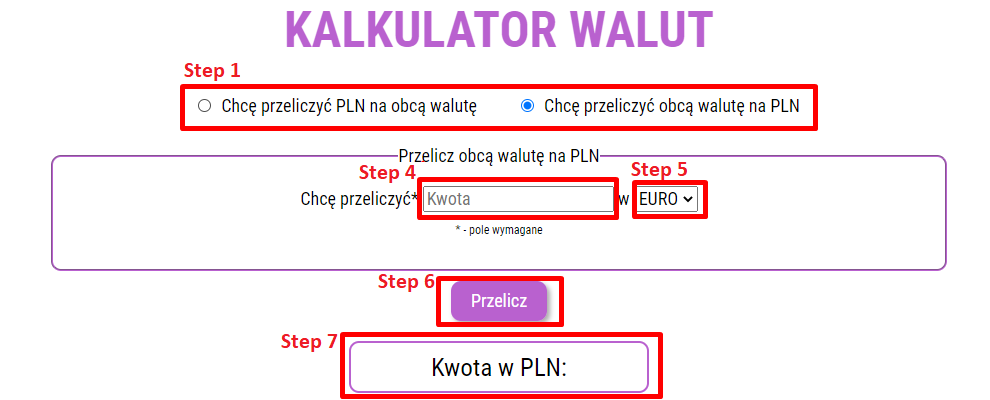 KALKULATOR WALUT
Step 1
Chcę przeliczyć PLN na obcą walutę Chcę przeliczyć obcą walutę na PLN
Przelicz obcą walutę na PLN
Step 4 Step 5
Chcę przeliczyć* Kwota w EURO
* - pole wymagane
Step 6
Przelicz
Step 7
Kwota w PLN: